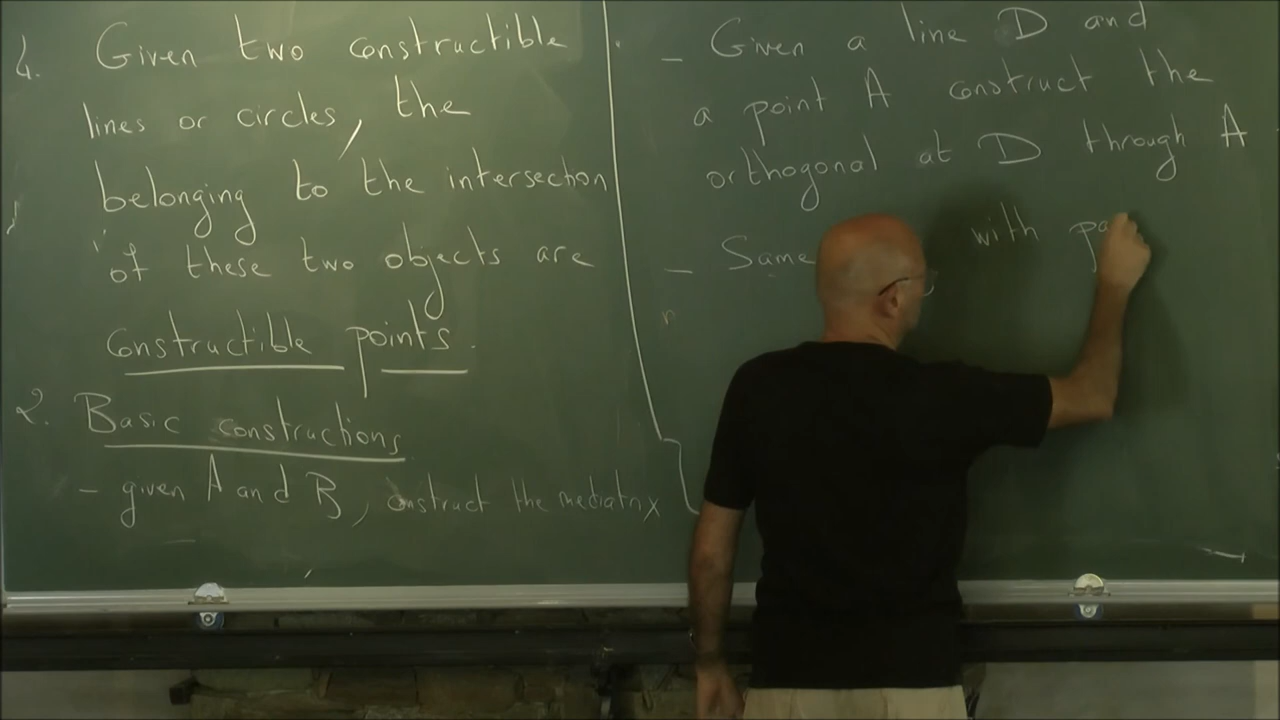 4. Given two constructible
lines or circles, the
belonging to the intersection
of these two objects are
constructible points.
2. Basic constructions
- given A and B, construct the mediatrix
- Given a line D and
a point A construct the
orthogonal at D through A
- Same with pa